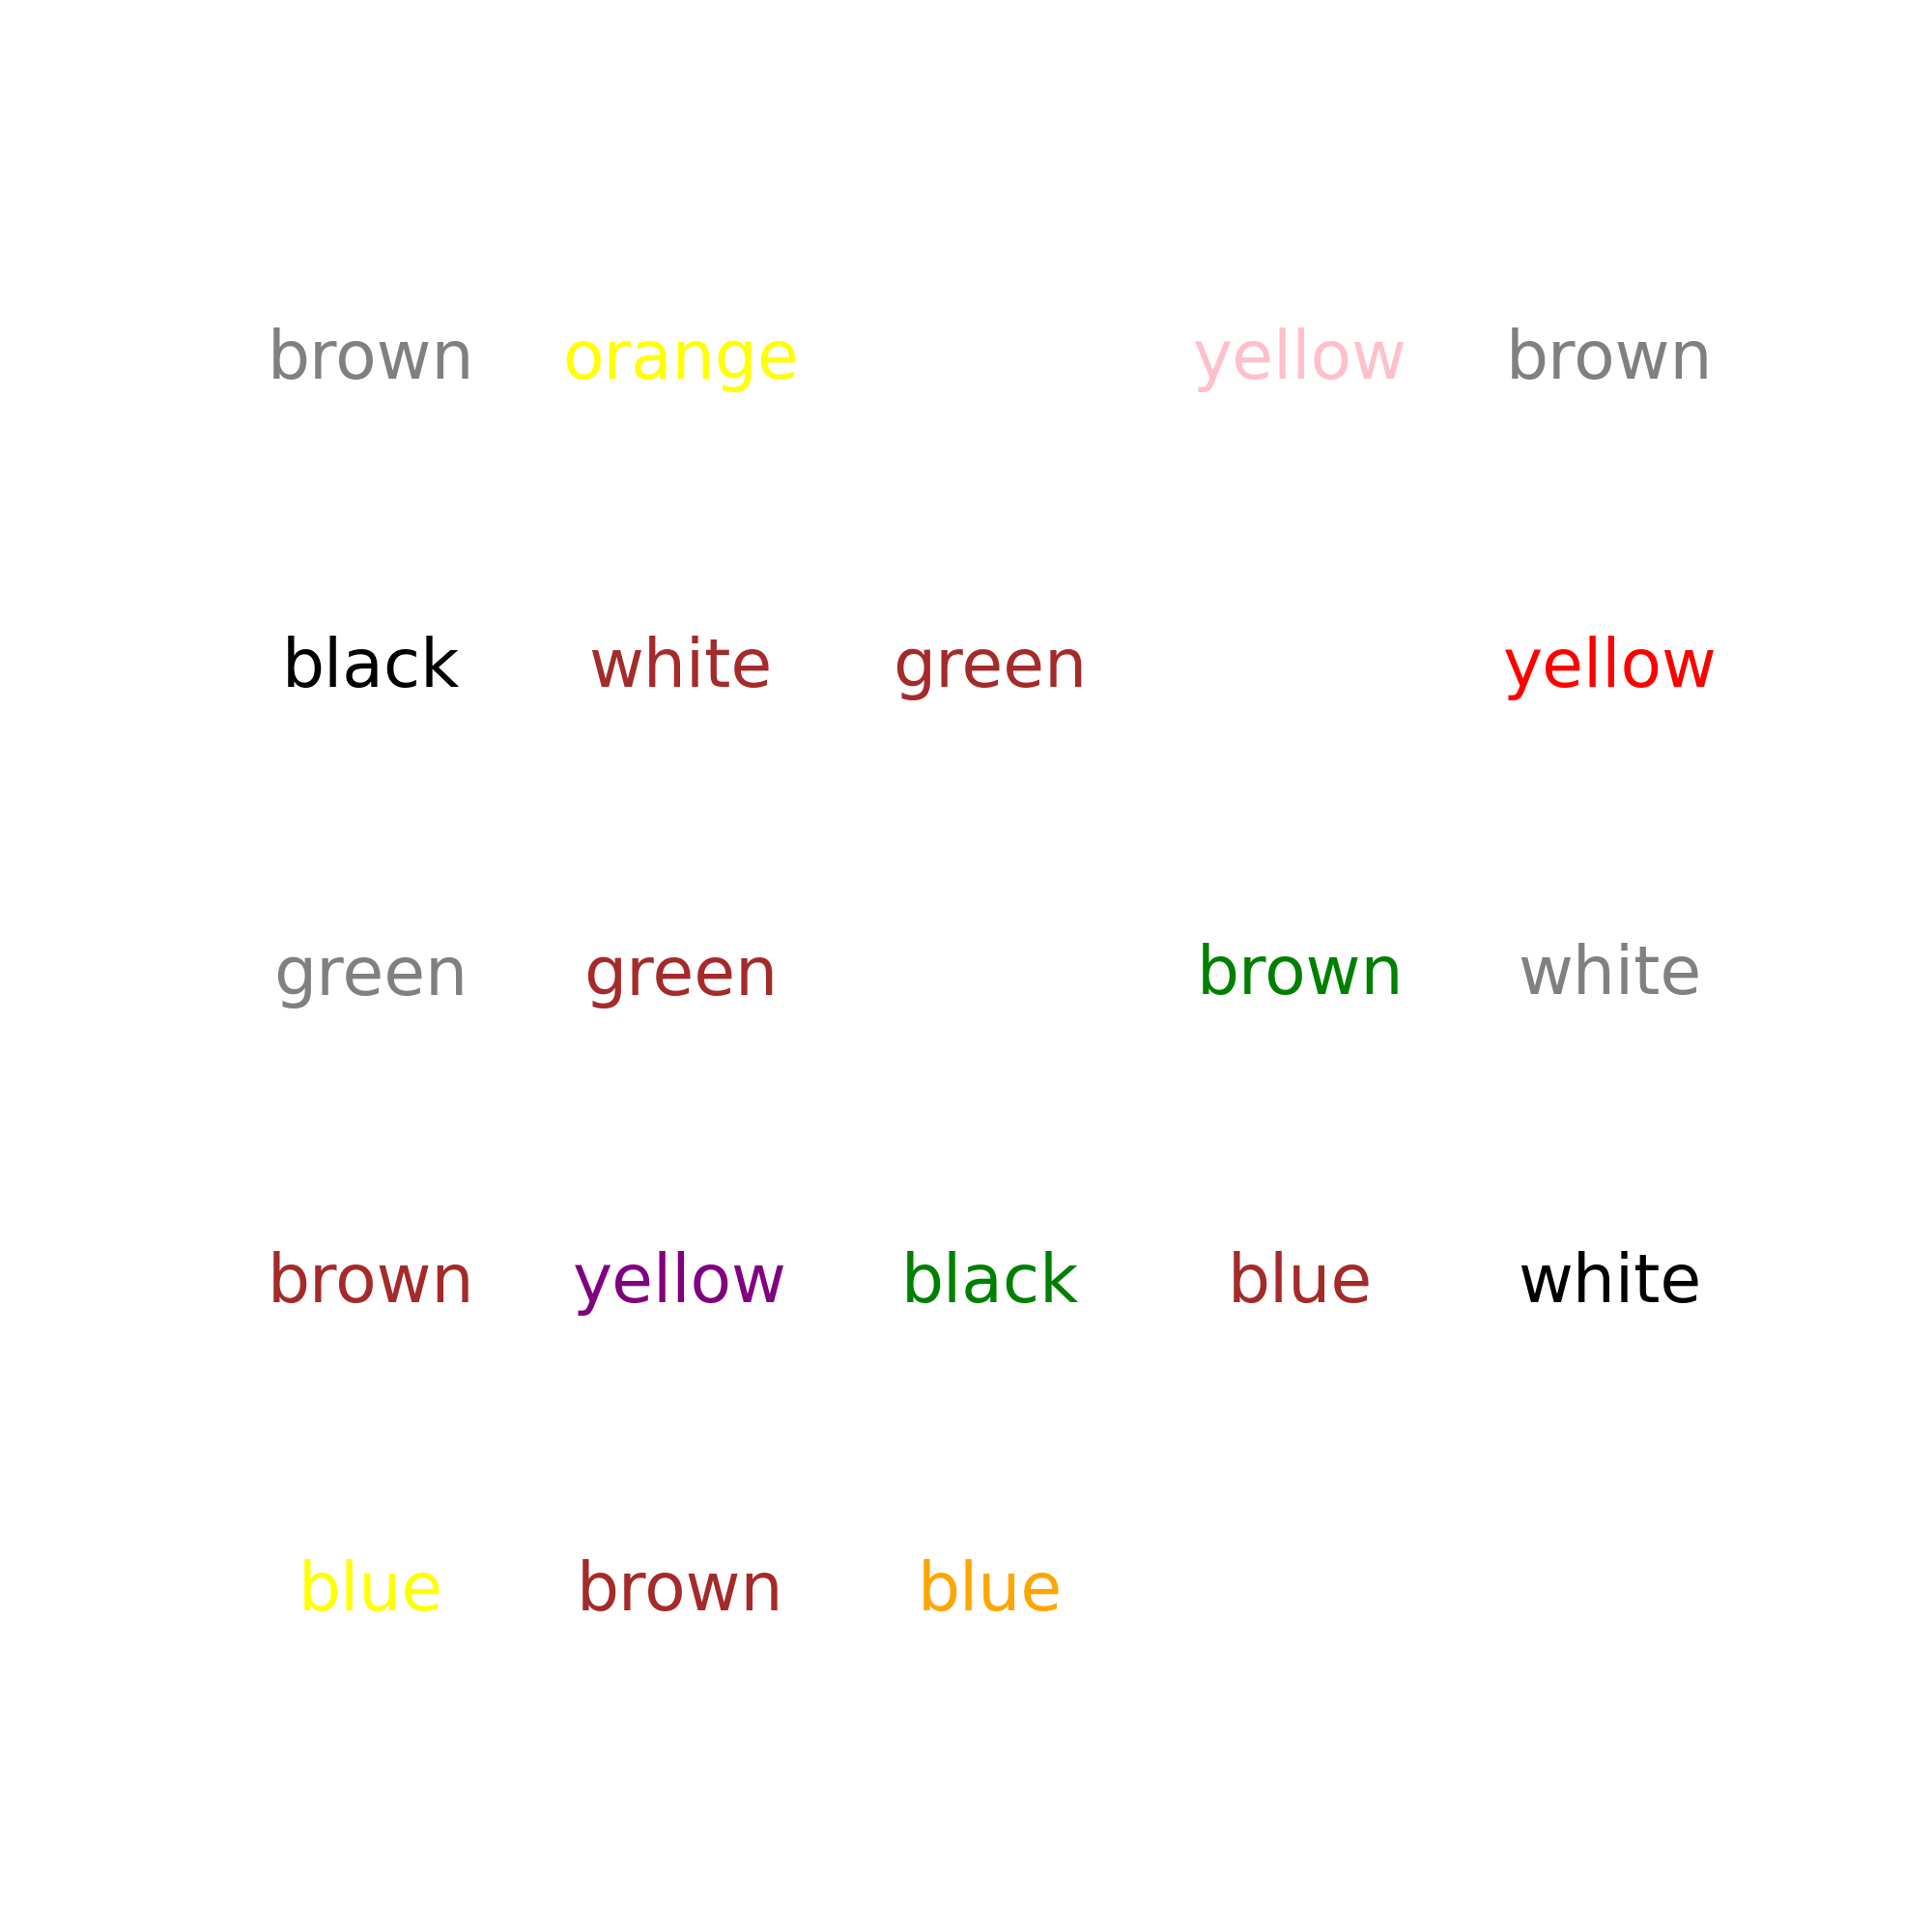 brown orange yellow brown
black white green yellow
green green brown white
brown yellow black blue white
blue brown blue